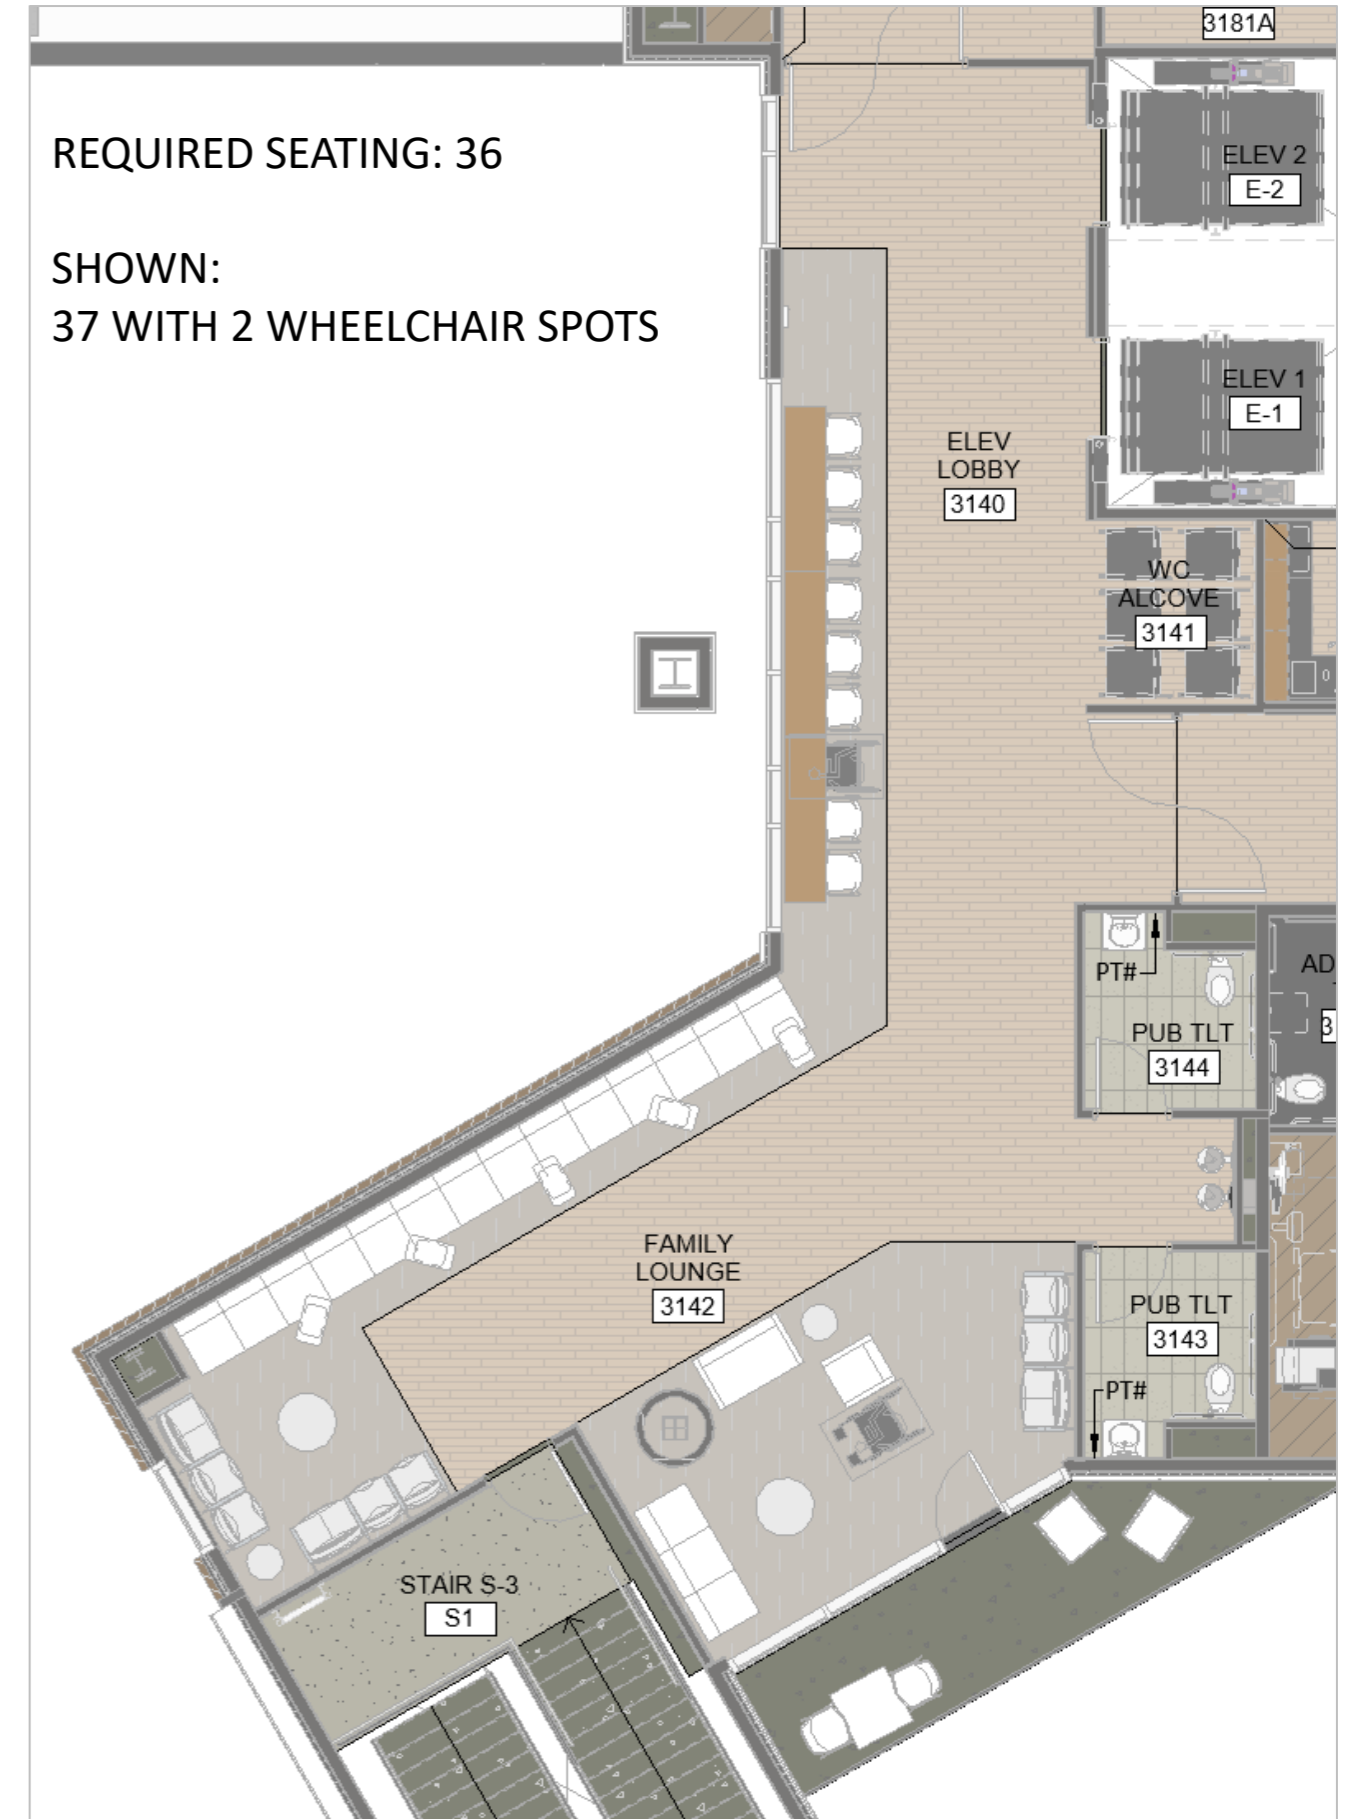 3181A
REQUIRED SEATING: 36
SHOWN:
37 WITH 2 WHEELCHAIR SPOTS
ELEV 2
E-2
ELEV 1
E-1
ELEV
LOBBY
3140
WC
ALCOVE
3141
PT#
AD
3
PUB TLT
3144
FAMILY
LOUNGE
3142
PUB TLT
3143
PT#
STAIR S-3
S1